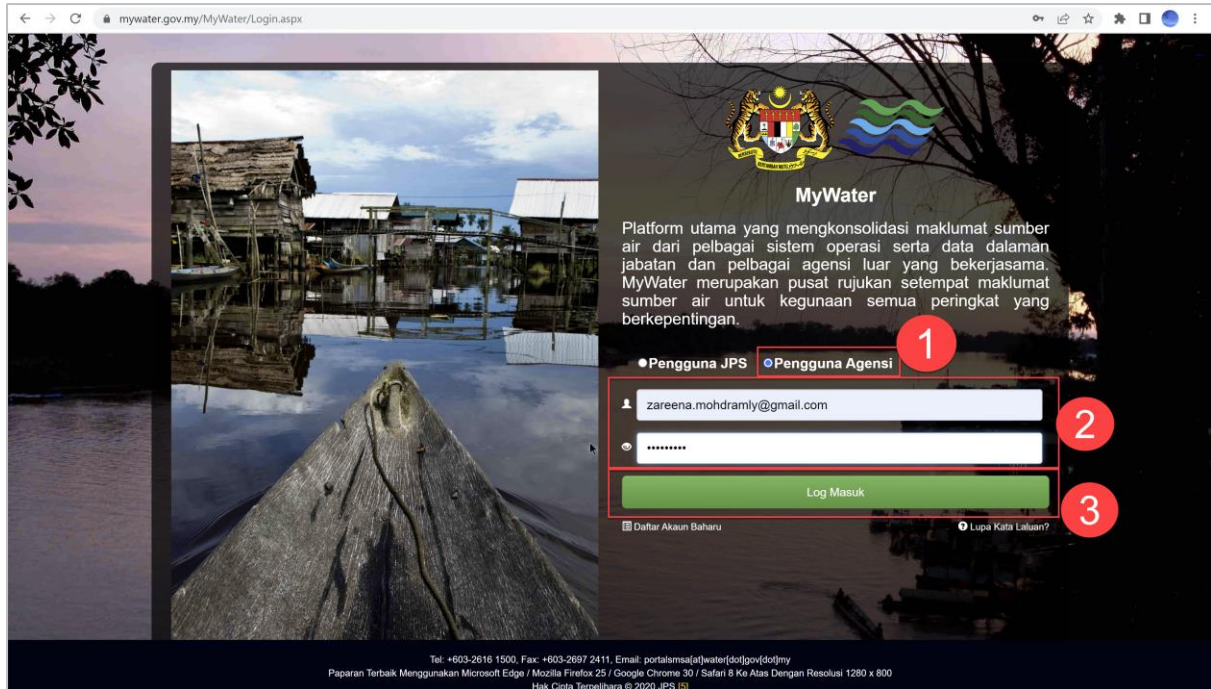 mywater.gov.my/MyWater/Login.aspx
MyWater
Platform utama yang mengkonsolidasi maklumat sumber
air dari pelbagai sistem operasi serta data dalaman
jabatan dan pelbagai agensi luar yang bekerjasama.
MyWater merupakan pusat rujukan setempat maklumat
sumber air untuk kegunaan semua peringkat yang
berkepentingan.
1
Pengguna JPS Pengguna Agensi
zareena.mohdramly@gmail.com
2
•••••••••
Log Masuk
3
Daftar Akaun Baharu Lupa Kata Laluan?
Tel: +603-2616 1500, Fax: +603-2697 2411, Email: portalsmsa[at]water[dot]gov[dot]my
Paparan Terbaik Menggunakan Microsoft Edge / Mozilla Firefox 25 / Google Chrome 30 / Safari 8 Ke Atas Dengan Resolusi 1280 x 800
Hak Cipta Terpelihara © 2020 JPS [5]